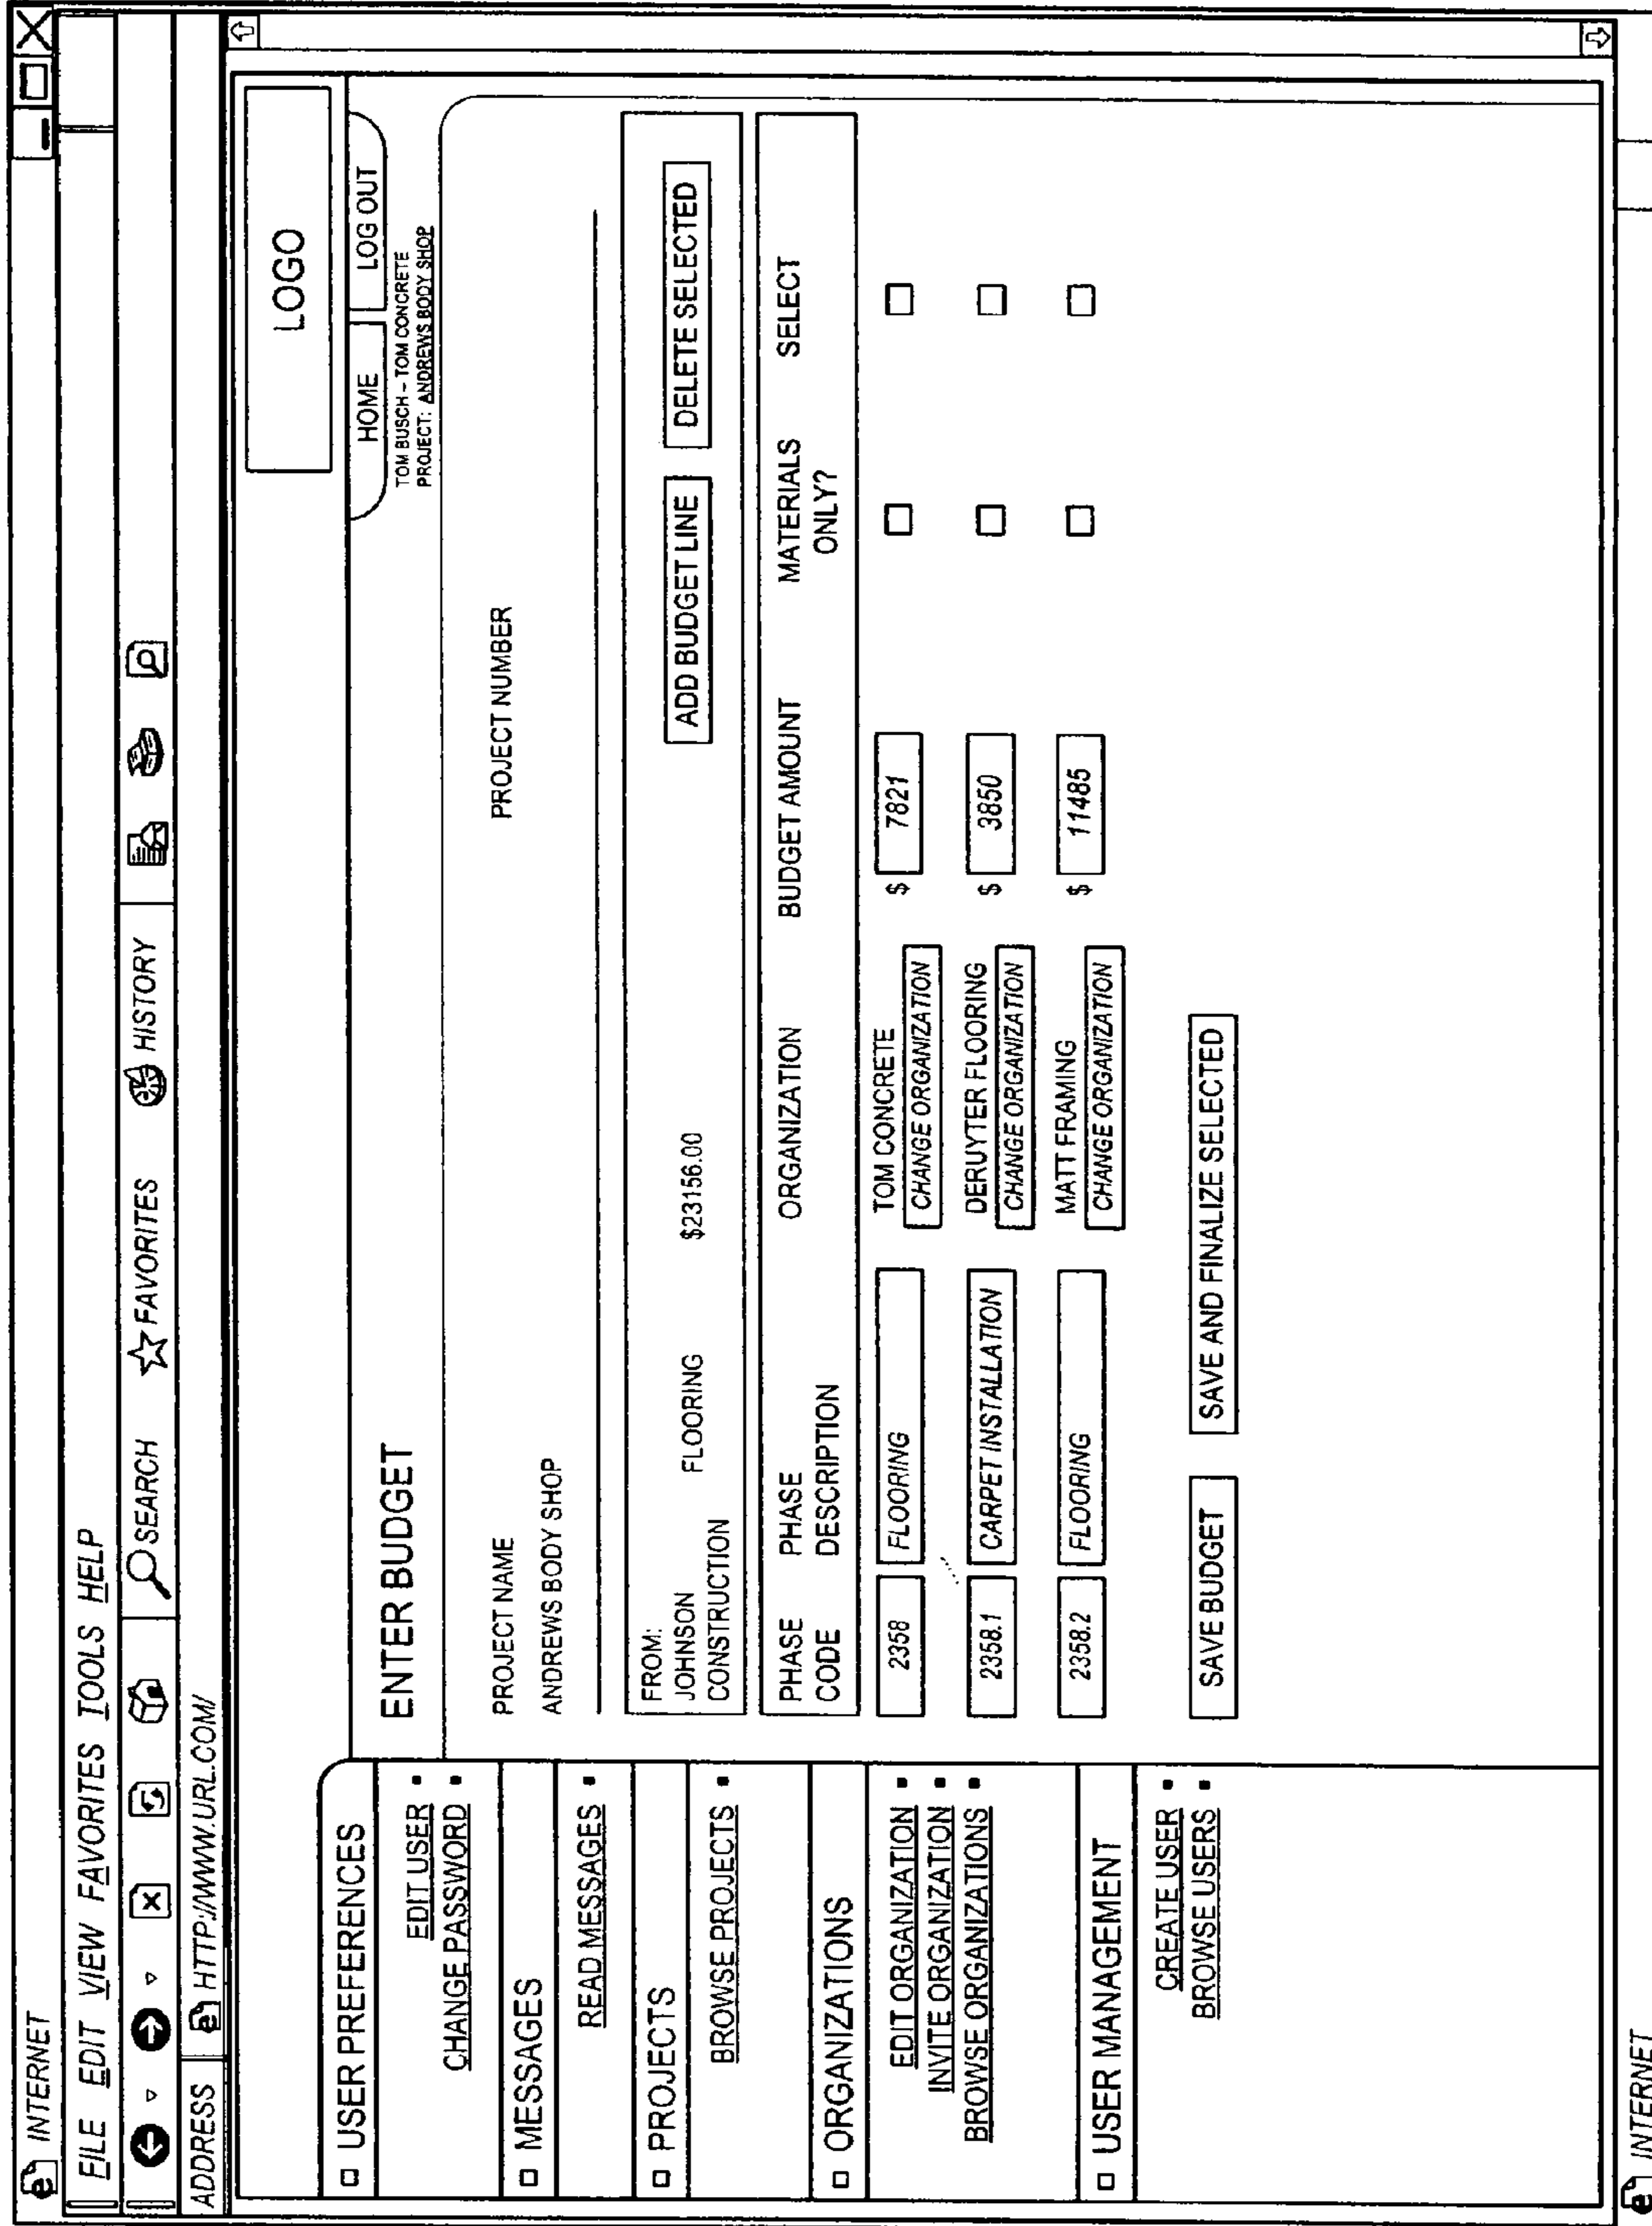 INTERNET
FILE EDIT VIEW FAVORITES TOOLS HELP
SEARCH FAVORITES HISTORY
ADDRESS HTTP://WWW.URL.COM/
LOGO
HOME LOG OUT
TOM BUSCH - TOM CONCRETE
PROJECT: ANDREWS BODY SHOP
USER PREFERENCES
EDIT USER
CHANGE PASSWORD
MESSAGES
READ MESSAGES
PROJECTS
BROWSE PROJECTS
ORGANIZATIONS
EDIT ORGANIZATION
INVITE ORGANIZATION
BROWSE ORGANIZATIONS
USER MANAGEMENT
CREATE USER
BROWSE USERS
ENTER BUDGET
PROJECT NAME PROJECT NUMBER
ANDREWS BODY SHOP
FROM:
JOHNSON
CONSTRUCTION
FLOORING $23156.00 ADD BUDGET LINE DELETE SELECTED
PHASE PHASE ORGANIZATION BUDGET AMOUNT MATERIALS SELECT
CODE DESCRIPTION ONLY?
2358 FLOORING TOM CONCRETE $ 7821
CHANGE ORGANIZATION
2358.1 CARPET INSTALLATION DERUYTER FLOORING $ 3850
CHANGE ORGANIZATION
2358.2 FLOORING MATT FRAMING $ 11485
CHANGE ORGANIZATION
SAVE BUDGET SAVE AND FINALIZE SELECTED
INTERNET